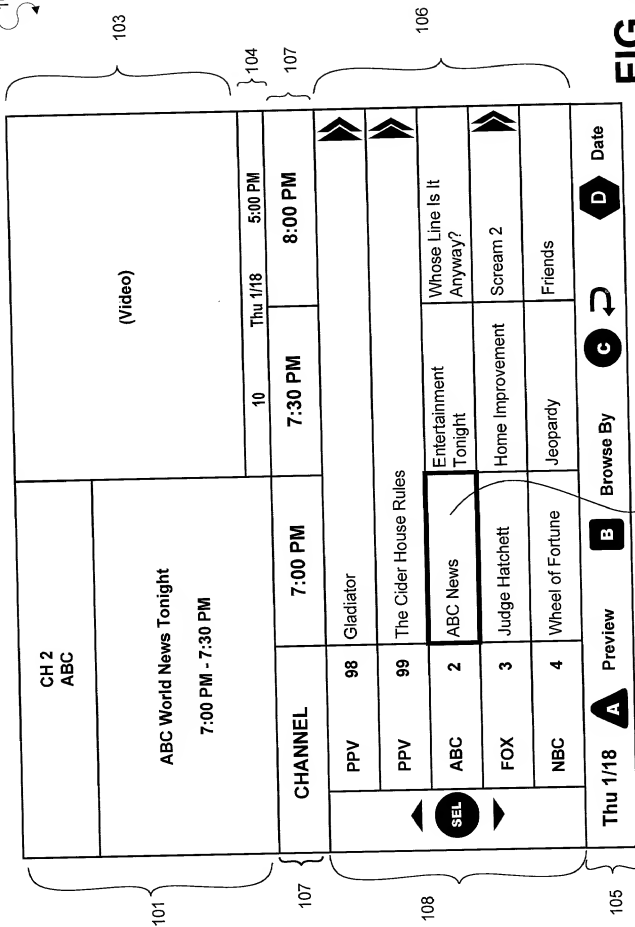 103
104
107
106
101
107
108
105
CH 2
ABC
ABC World News Tonight
7:00 PM - 7:30 PM
(Video)
10 Thu 1/18 5:00 PM
CHANNEL 7:00 PM 7:30 PM 8:00 PM
PPV 98 Gladiator
PPV 99 The Cider House Rules
ABC 2 ABC News Entertainment Tonight Whose Line Is It Anyway?
FOX 3 Judge Hatchett Home Improvement Scream 2
NBC 4 Wheel of Fortune Jeopardy Friends
SEL
Thu 1/18 A Preview B Browse By C D Date
FIG